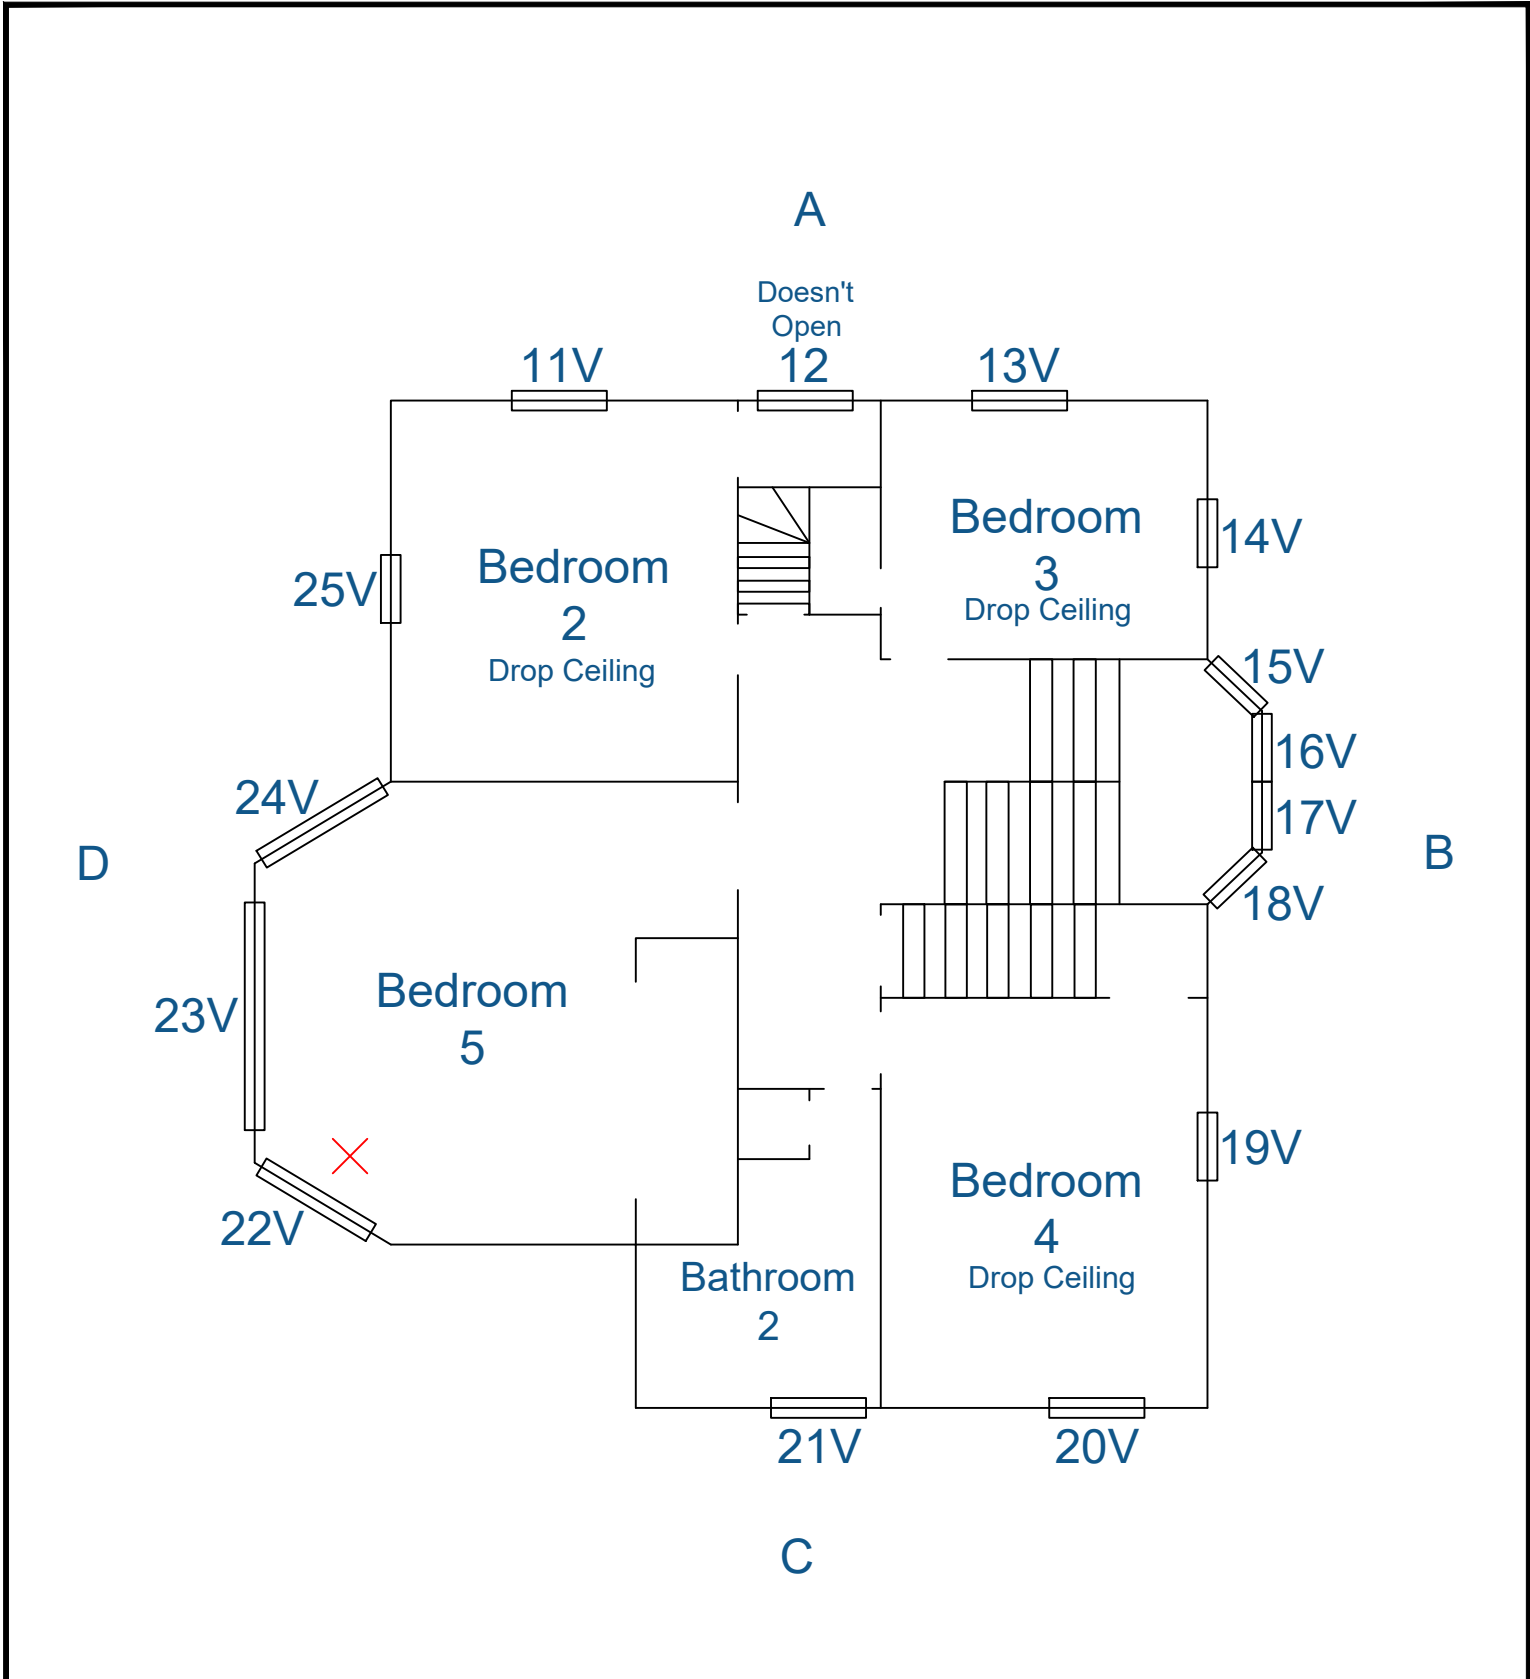 A
Doesn't
Open
11V
12
13V
Bedroom
3
Drop Ceiling
14V
Bedroom
2
Drop Ceiling
25V
15V
16V
17V
18V
24V
D
B
Bedroom
5
23V
22V
19V
Bedroom
4
Drop Ceiling
Bathroom
2
21V
20V
C